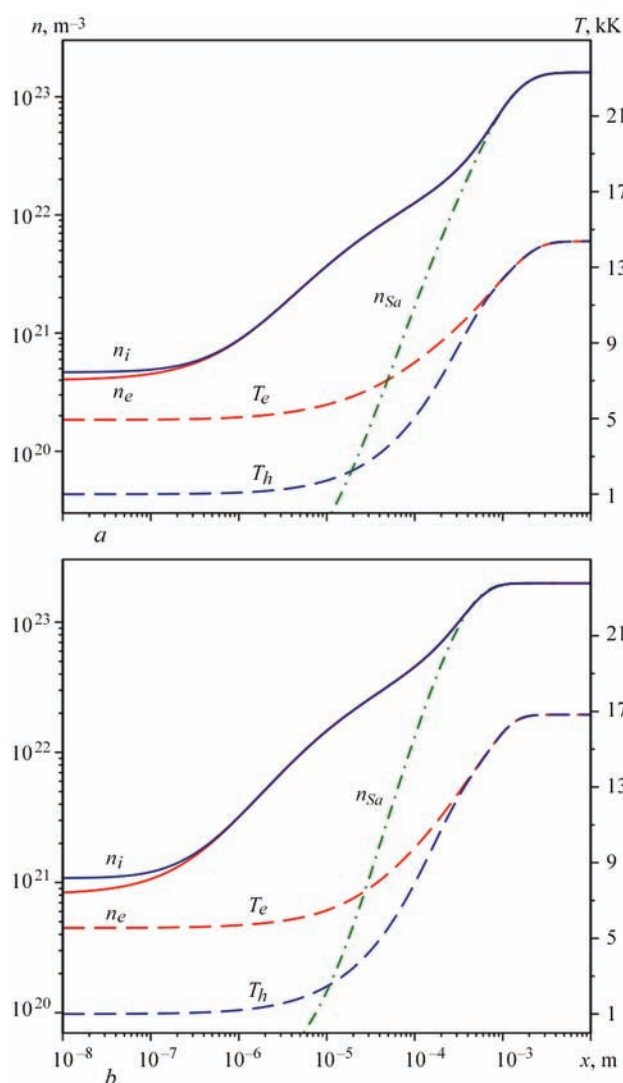 n, m⁻³ T, kK
10²³
21
17
10²²
13
n_Sa
10²¹
9
n_i
n_e
T_e
5
10²⁰
T_h
1
a
10²³
21
17
10²²
13
n_Sa
10²¹
9
n_i
n_e
T_e
5
10²⁰
T_h
1
10⁻⁸ 10⁻⁷ 10⁻⁶ 10⁻⁵ 10⁻⁴ 10⁻³ x, m
b